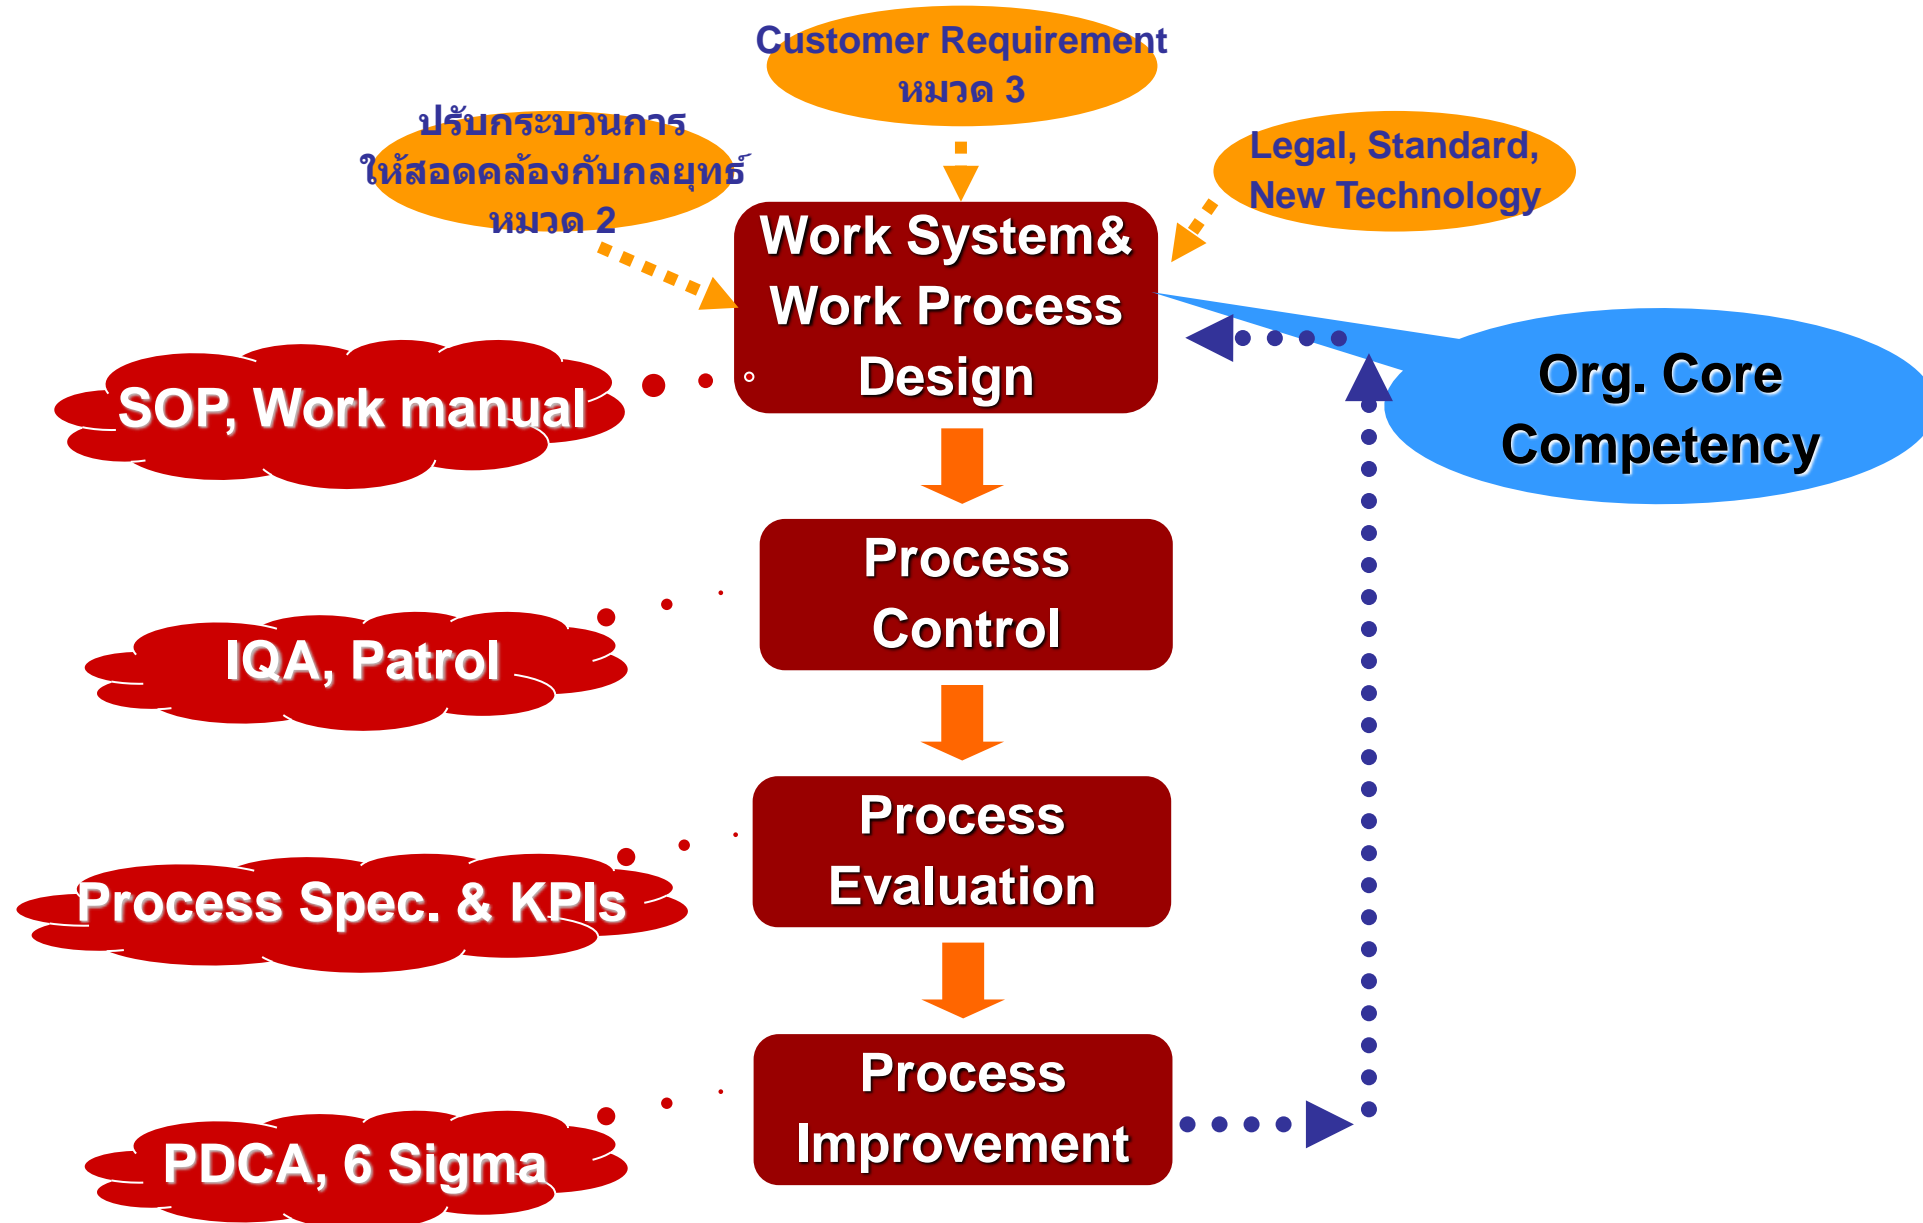 Customer Requirement
หมวด 3
ปรับกระบวนการ
ให้สอดคล้องกับกลยุทธ์
หมวด 2
Legal, Standard,
New Technology
Work System&
Work Process
Design
Org. Core
Competency
SOP, Work manual
Process
Control
IQA, Patrol
Process
Evaluation
Process Spec. & KPIs
Process
Improvement
PDCA, 6 Sigma